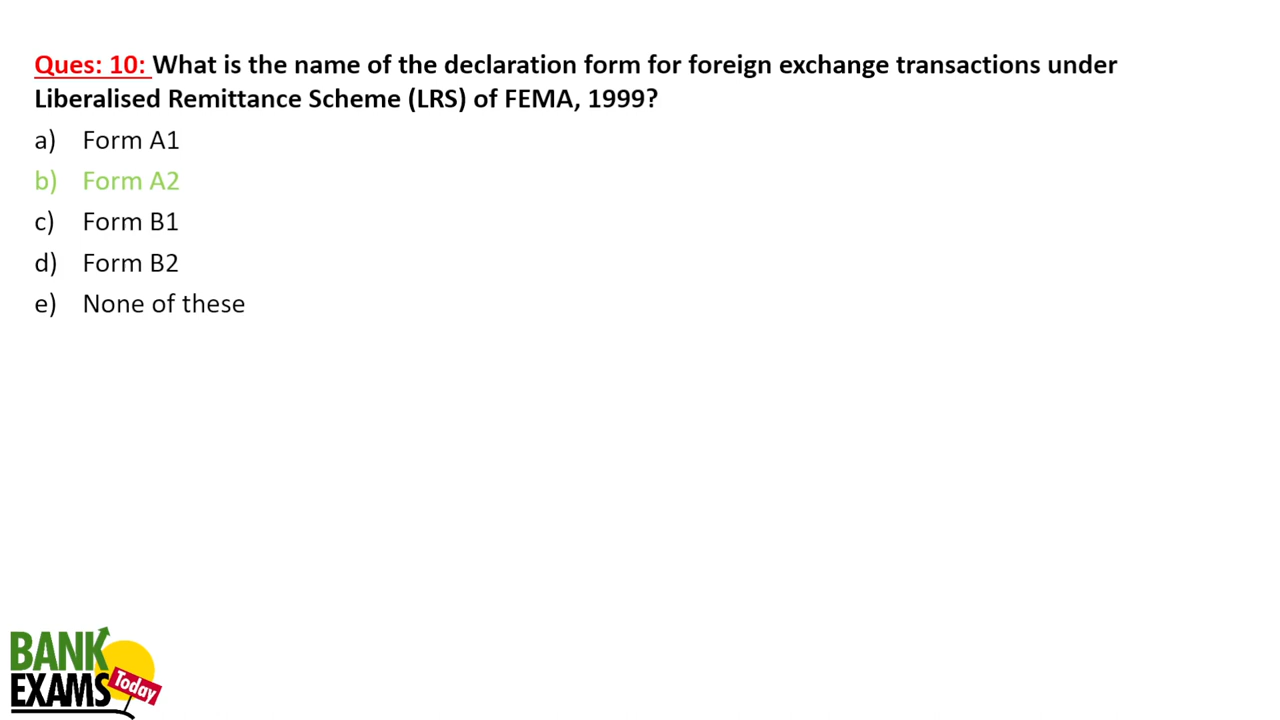 Ques: 10: What is the name of the declaration form for foreign exchange transactions under
Liberalised Remittance Scheme (LRS) of FEMA, 1999?
a) Form A1
b) Form A2
c) Form B1
d) Form B2
e) None of these
BANK
EXAMS
Today